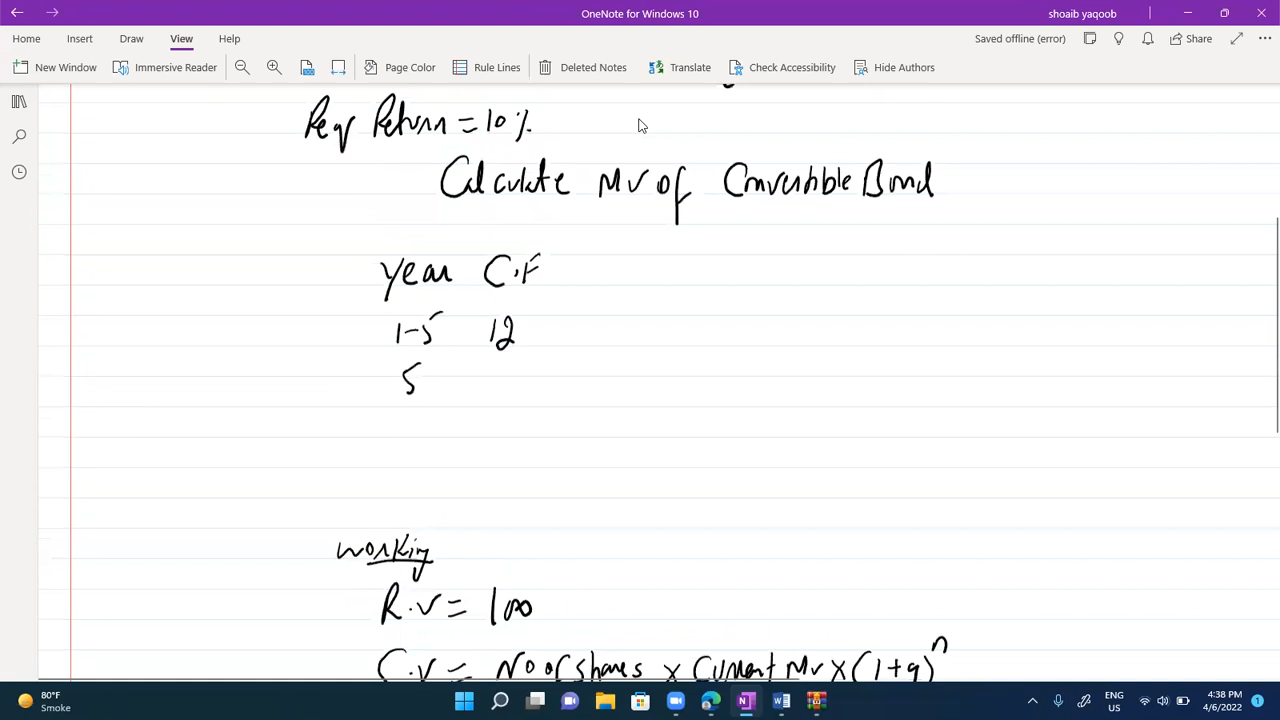 OneNote for Windows 10
shoaib yaqoob
Home Insert Draw View Help
Saved offline (error) Share
New Window Immersive Reader Page Color Rule Lines Deleted Notes Translate Check Accessibility Hide Authors
Req Return = 10%
Calculate Mv of Convertible Bond
year C.F
1-5 12
5
working
R.V = 100
C.V = No of shares x Current Mv x (1+g)^n
80°F
Smoke
ENG
US
4:38 PM
4/6/2022